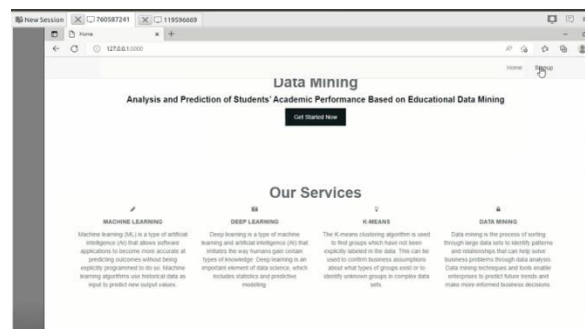 New Session
760587241
119596669
Home
127.0.0.1:5000
Home
Signup
Data Mining
Analysis and Prediction of Students' Academic Performance Based on Educational Data Mining
Get Started Now
Our Services
MACHINE LEARNING
Machine learning (ML) is a type of artificial
intelligence (AI) that allows software
applications to become more accurate at
predicting outcomes without being
explicitly programmed to do so. Machine
learning algorithms use historical data as
input to predict new output values.
DEEP LEARNING
Deep learning is a type of machine
learning and artificial intelligence (AI) that
imitates the way humans gain certain
types of knowledge. Deep learning is an
important element of data science, which
includes statistics and predictive
modeling.
K-MEANS
The K-means clustering algorithm is used
to find groups which have not been
explicitly labeled in the data. This can be
used to confirm business assumptions
about what types of groups exist or to
identify unknown groups in complex data
sets.
DATA MINING
Data mining is the process of sorting
through large data sets to identify patterns
and relationships that can help solve
business problems through data analysis.
Data mining techniques and tools enable
enterprises to predict future trends and
make more informed business decisions.